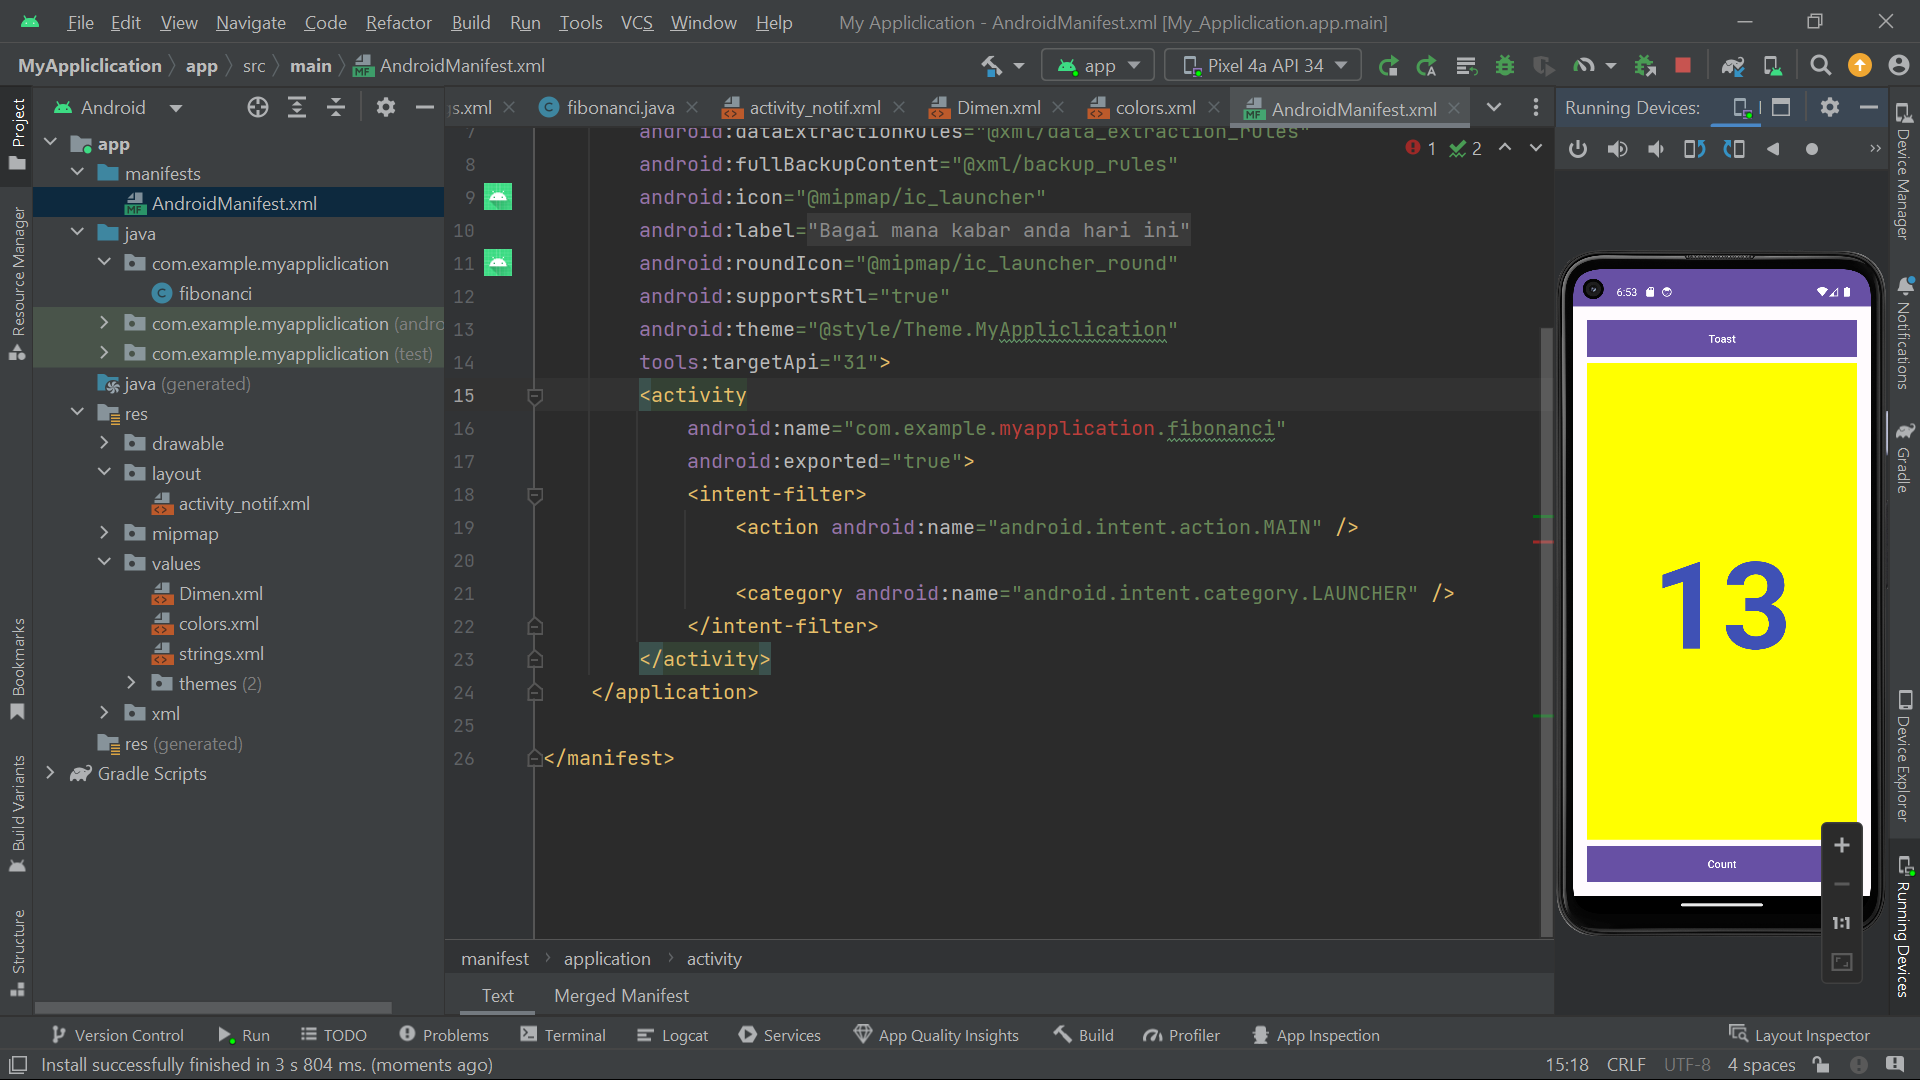 File Edit View Navigate Code Refactor Build Run Tools VCS Window Help My Appliclication - AndroidManifest.xml [My_Appliclication.app.main]
MyAppliclication app src main AndroidManifest.xml app Pixel 4a API 34
Project
Resource Manager
Bookmarks
Build Variants
Structure
Android
app
manifests
AndroidManifest.xml
java
com.example.myappliclication
fibonanci
com.example.myappliclication (andro
com.example.myappliclication (test)
java (generated)
res
drawable
layout
activity_notif.xml
mipmap
values
Dimen.xml
colors.xml
strings.xml
themes (2)
xml
res (generated)
Gradle Scripts
gs.xml fibonanci.java activity_notif.xml Dimen.xml colors.xml AndroidManifest.xml
1 2
7 android:dataExtractionRules="@xml/data_extraction_rules"
8 android:fullBackupContent="@xml/backup_rules"
9 android:icon="@mipmap/ic_launcher"
10 android:label="Bagai mana kabar anda hari ini"
11 android:roundIcon="@mipmap/ic_launcher_round"
12 android:supportsRtl="true"
13 android:theme="@style/Theme.MyAppliclication"
14 tools:targetApi="31">
15 <activity
16 android:name="com.example.myapplication.fibonanci"
17 android:exported="true">
18 <intent-filter>
19 <action android:name="android.intent.action.MAIN" />
20
21 <category android:name="android.intent.category.LAUNCHER" />
22 </intent-filter>
23 </activity>
24 </application>
25
26 </manifest>
manifest application activity
Text Merged Manifest
Running Devices:
6:53
Toast
13
Count
1:1
Device Manager
Notifications
Gradle
Device Explorer
Running Devices
Version Control Run TODO Problems Terminal Logcat Services App Quality Insights Build Profiler App Inspection Layout Inspector
Install successfully finished in 3 s 804 ms. (moments ago) 15:18 CRLF UTF-8 4 spaces